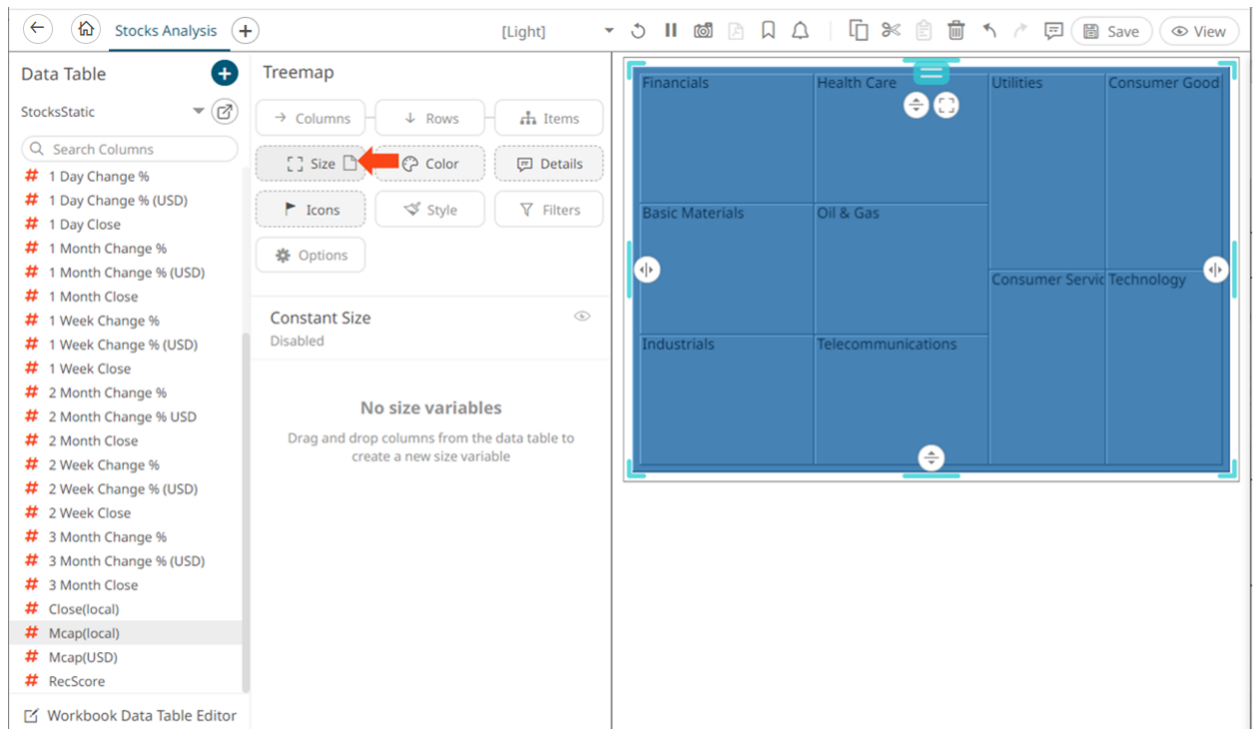 Stocks Analysis
[Light]
Save
View
Data Table
StocksStatic
Search Columns
1 Day Change %
1 Day Change % (USD)
1 Day Close
1 Month Change %
1 Month Change % (USD)
1 Month Close
1 Week Change %
1 Week Change % (USD)
1 Week Close
2 Month Change %
2 Month Change % USD
2 Month Close
2 Week Change %
2 Week Change % (USD)
2 Week Close
3 Month Change %
3 Month Change % (USD)
3 Month Close
Close(local)
Mcap(local)
Mcap(USD)
RecScore
Workbook Data Table Editor
Treemap
Columns
Rows
Items
Size
Color
Details
Icons
Style
Filters
Options
Constant Size
Disabled
No size variables
Drag and drop columns from the data table to
create a new size variable
Financials
Health Care
Utilities
Consumer Good
Basic Materials
Oil & Gas
Consumer Servic
Technology
Industrials
Telecommunications